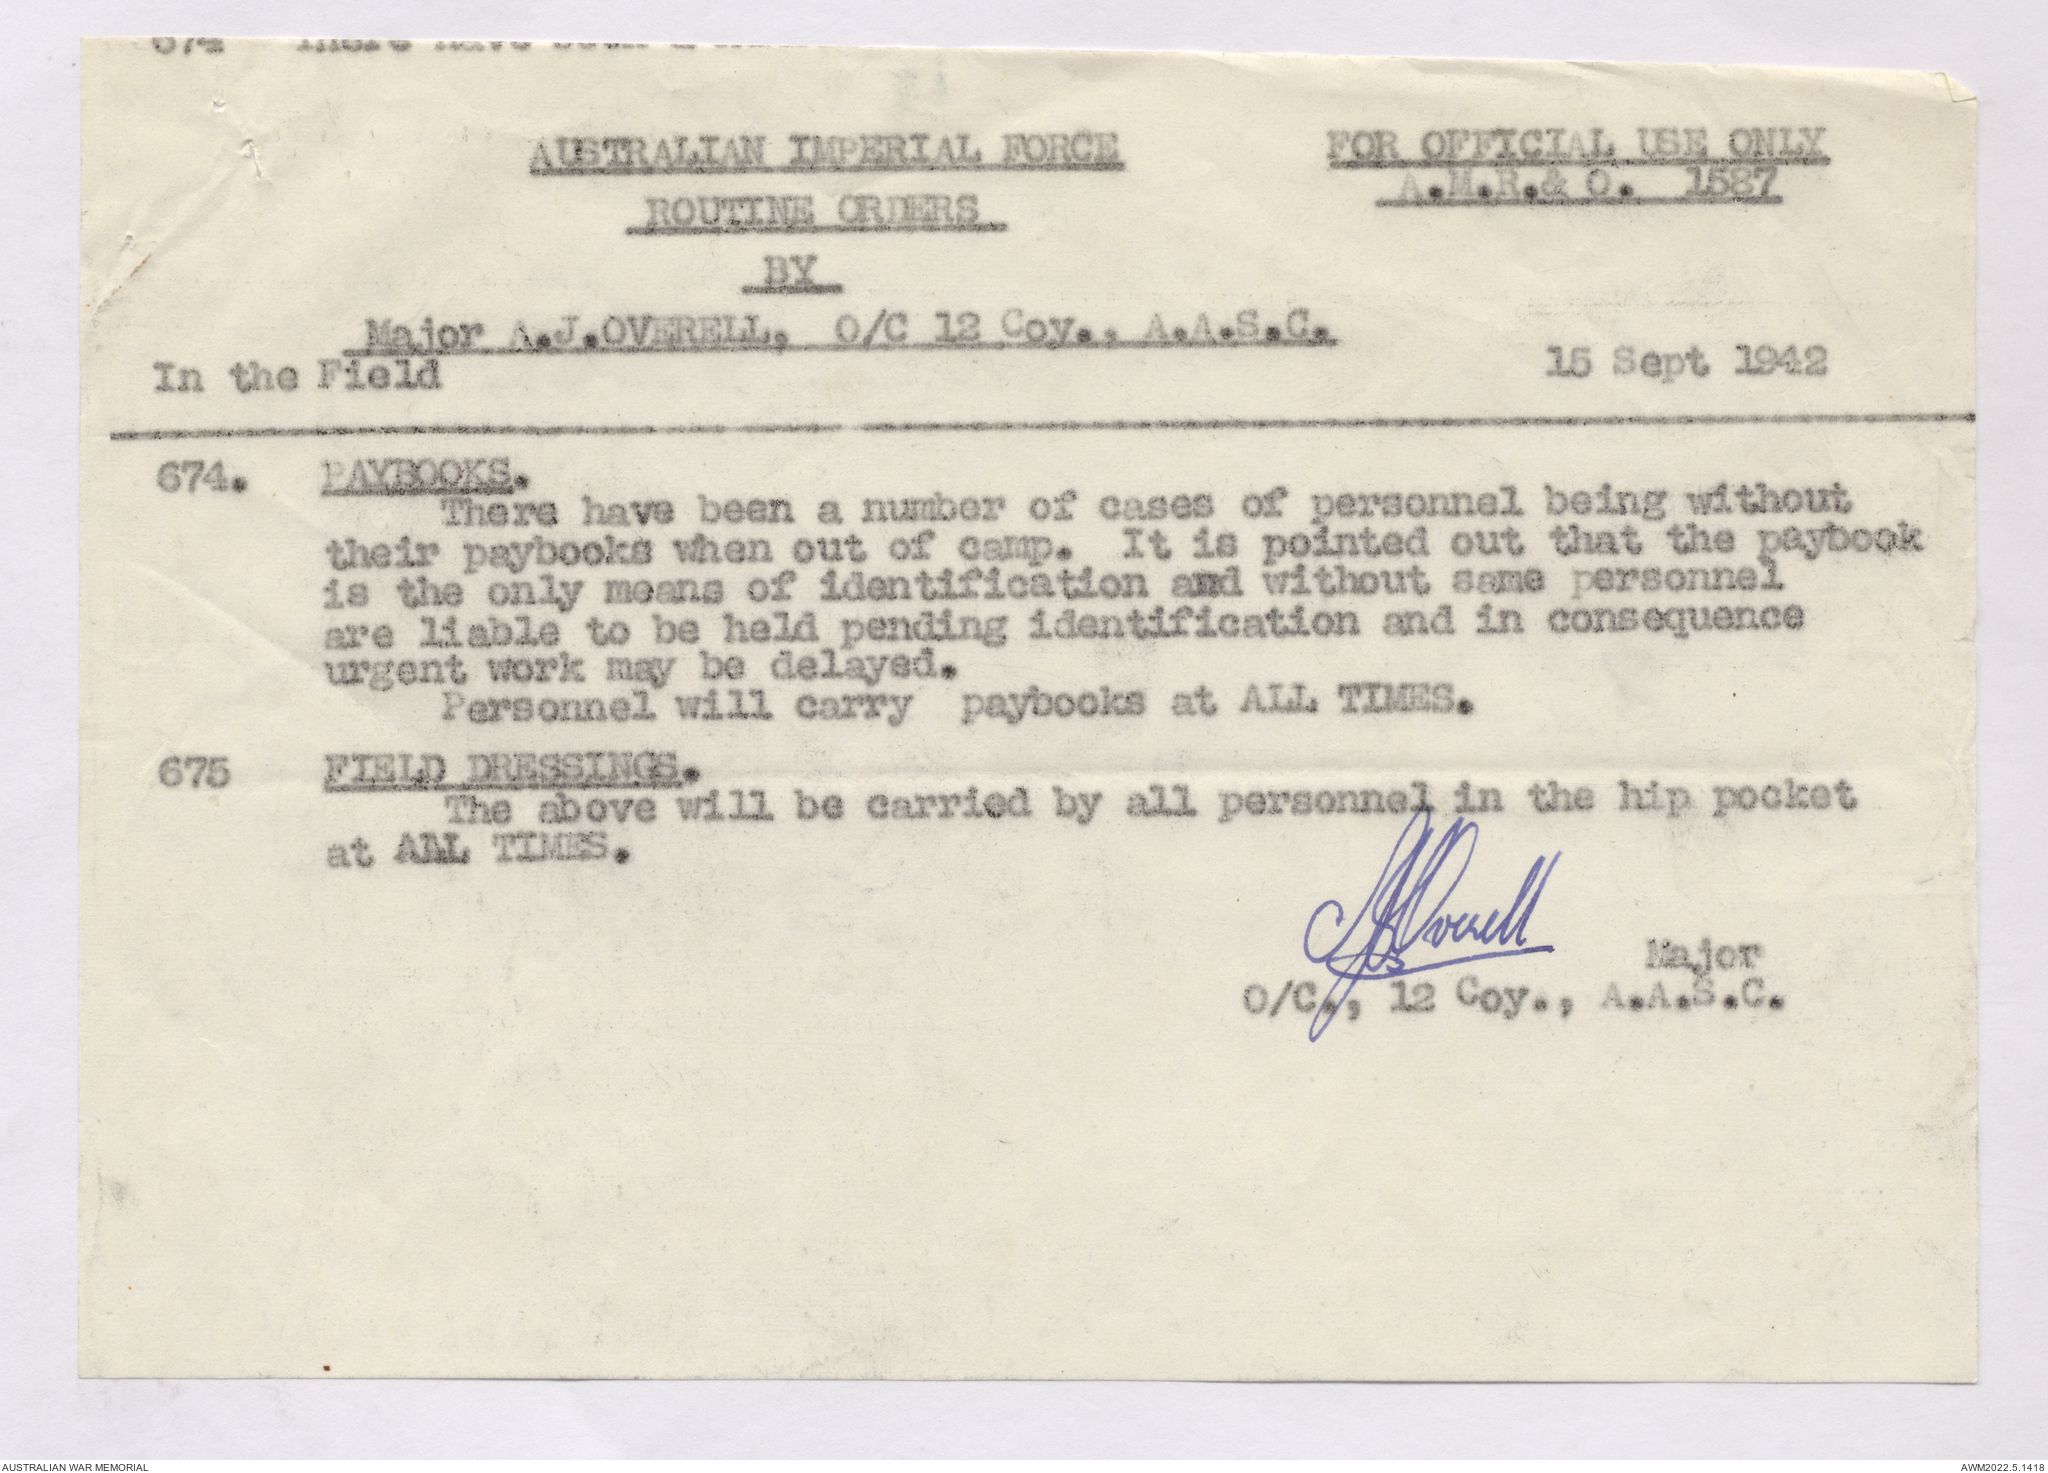 674 There have been a
AUSTRALIAN IMPERIAL FORCE
FOR OFFICIAL USE ONLY
A.M.R.& O. 1587
ROUTINE ORDERS
BY
Major A.J.OVERELL, O/C 12 Coy., A.A.S.C.
In the Field
15 Sept 1942
674. PAYBOOKS.
There have been a number of cases of personnel being without
their paybooks when out of camp. It is pointed out that the paybook
is the only means of identification and without same personnel
are liable to be held pending identification and in consequence
urgent work may be delayed.
Personnel will carry paybooks at ALL TIMES.
675 FIELD DRESSINGS.
The above will be carried by all personnel in the hip pocket
at ALL TIMES.
AJOverell
Major
O/C., 12 Coy., A.A.S.C.
AUSTRALIAN WAR MEMORIAL
AWM2022.5.1418